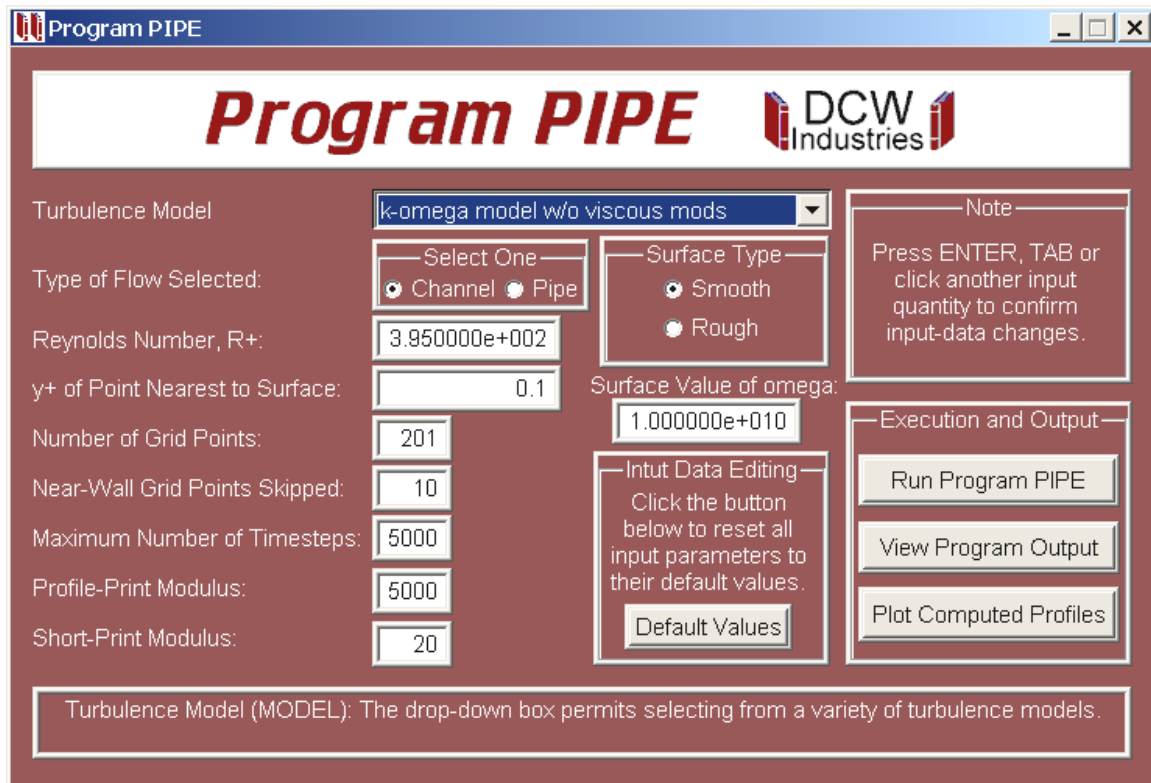 Program PIPE
Program PIPE
DCW
Industries
Turbulence Model
k-omega model w/o viscous mods
Type of Flow Selected:
Select One
Channel
Pipe
Surface Type
Smooth
Rough
Note
Press ENTER, TAB or
click another input
quantity to confirm
input-data changes.
Reynolds Number, R+:
3.950000e+002
y+ of Point Nearest to Surface:
0.1
Surface Value of omega:
1.000000e+010
Number of Grid Points:
201
Near-Wall Grid Points Skipped:
10
Maximum Number of Timesteps:
5000
Profile-Print Modulus:
5000
Short-Print Modulus:
20
Intut Data Editing
Click the button
below to reset all
input parameters to
their default values.
Default Values
Execution and Output
Run Program PIPE
View Program Output
Plot Computed Profiles
Turbulence Model (MODEL): The drop-down box permits selecting from a variety of turbulence models.